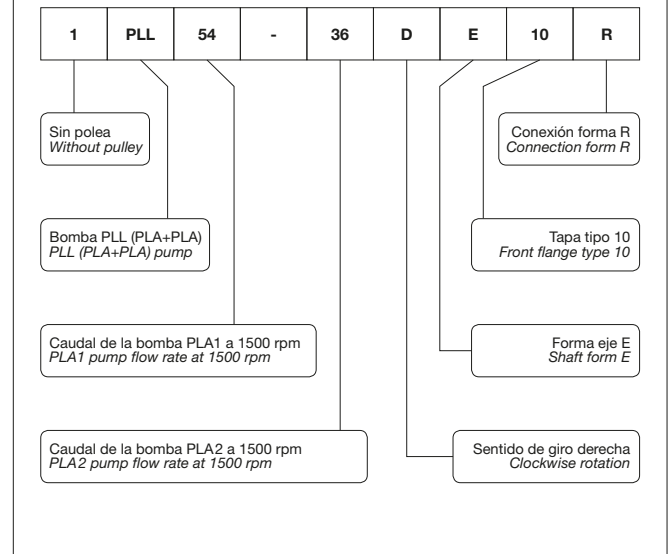 1 PLL 54 - 36 D E 10 R
Sin polea
Without pulley
Conexión forma R
Connection form R
Bomba PLL (PLA+PLA)
PLL (PLA+PLA) pump
Tapa tipo 10
Front flange type 10
Caudal de la bomba PLA1 a 1500 rpm
PLA1 pump flow rate at 1500 rpm
Forma eje E
Shaft form E
Caudal de la bomba PLA2 a 1500 rpm
PLA2 pump flow rate at 1500 rpm
Sentido de giro derecha
Clockwise rotation